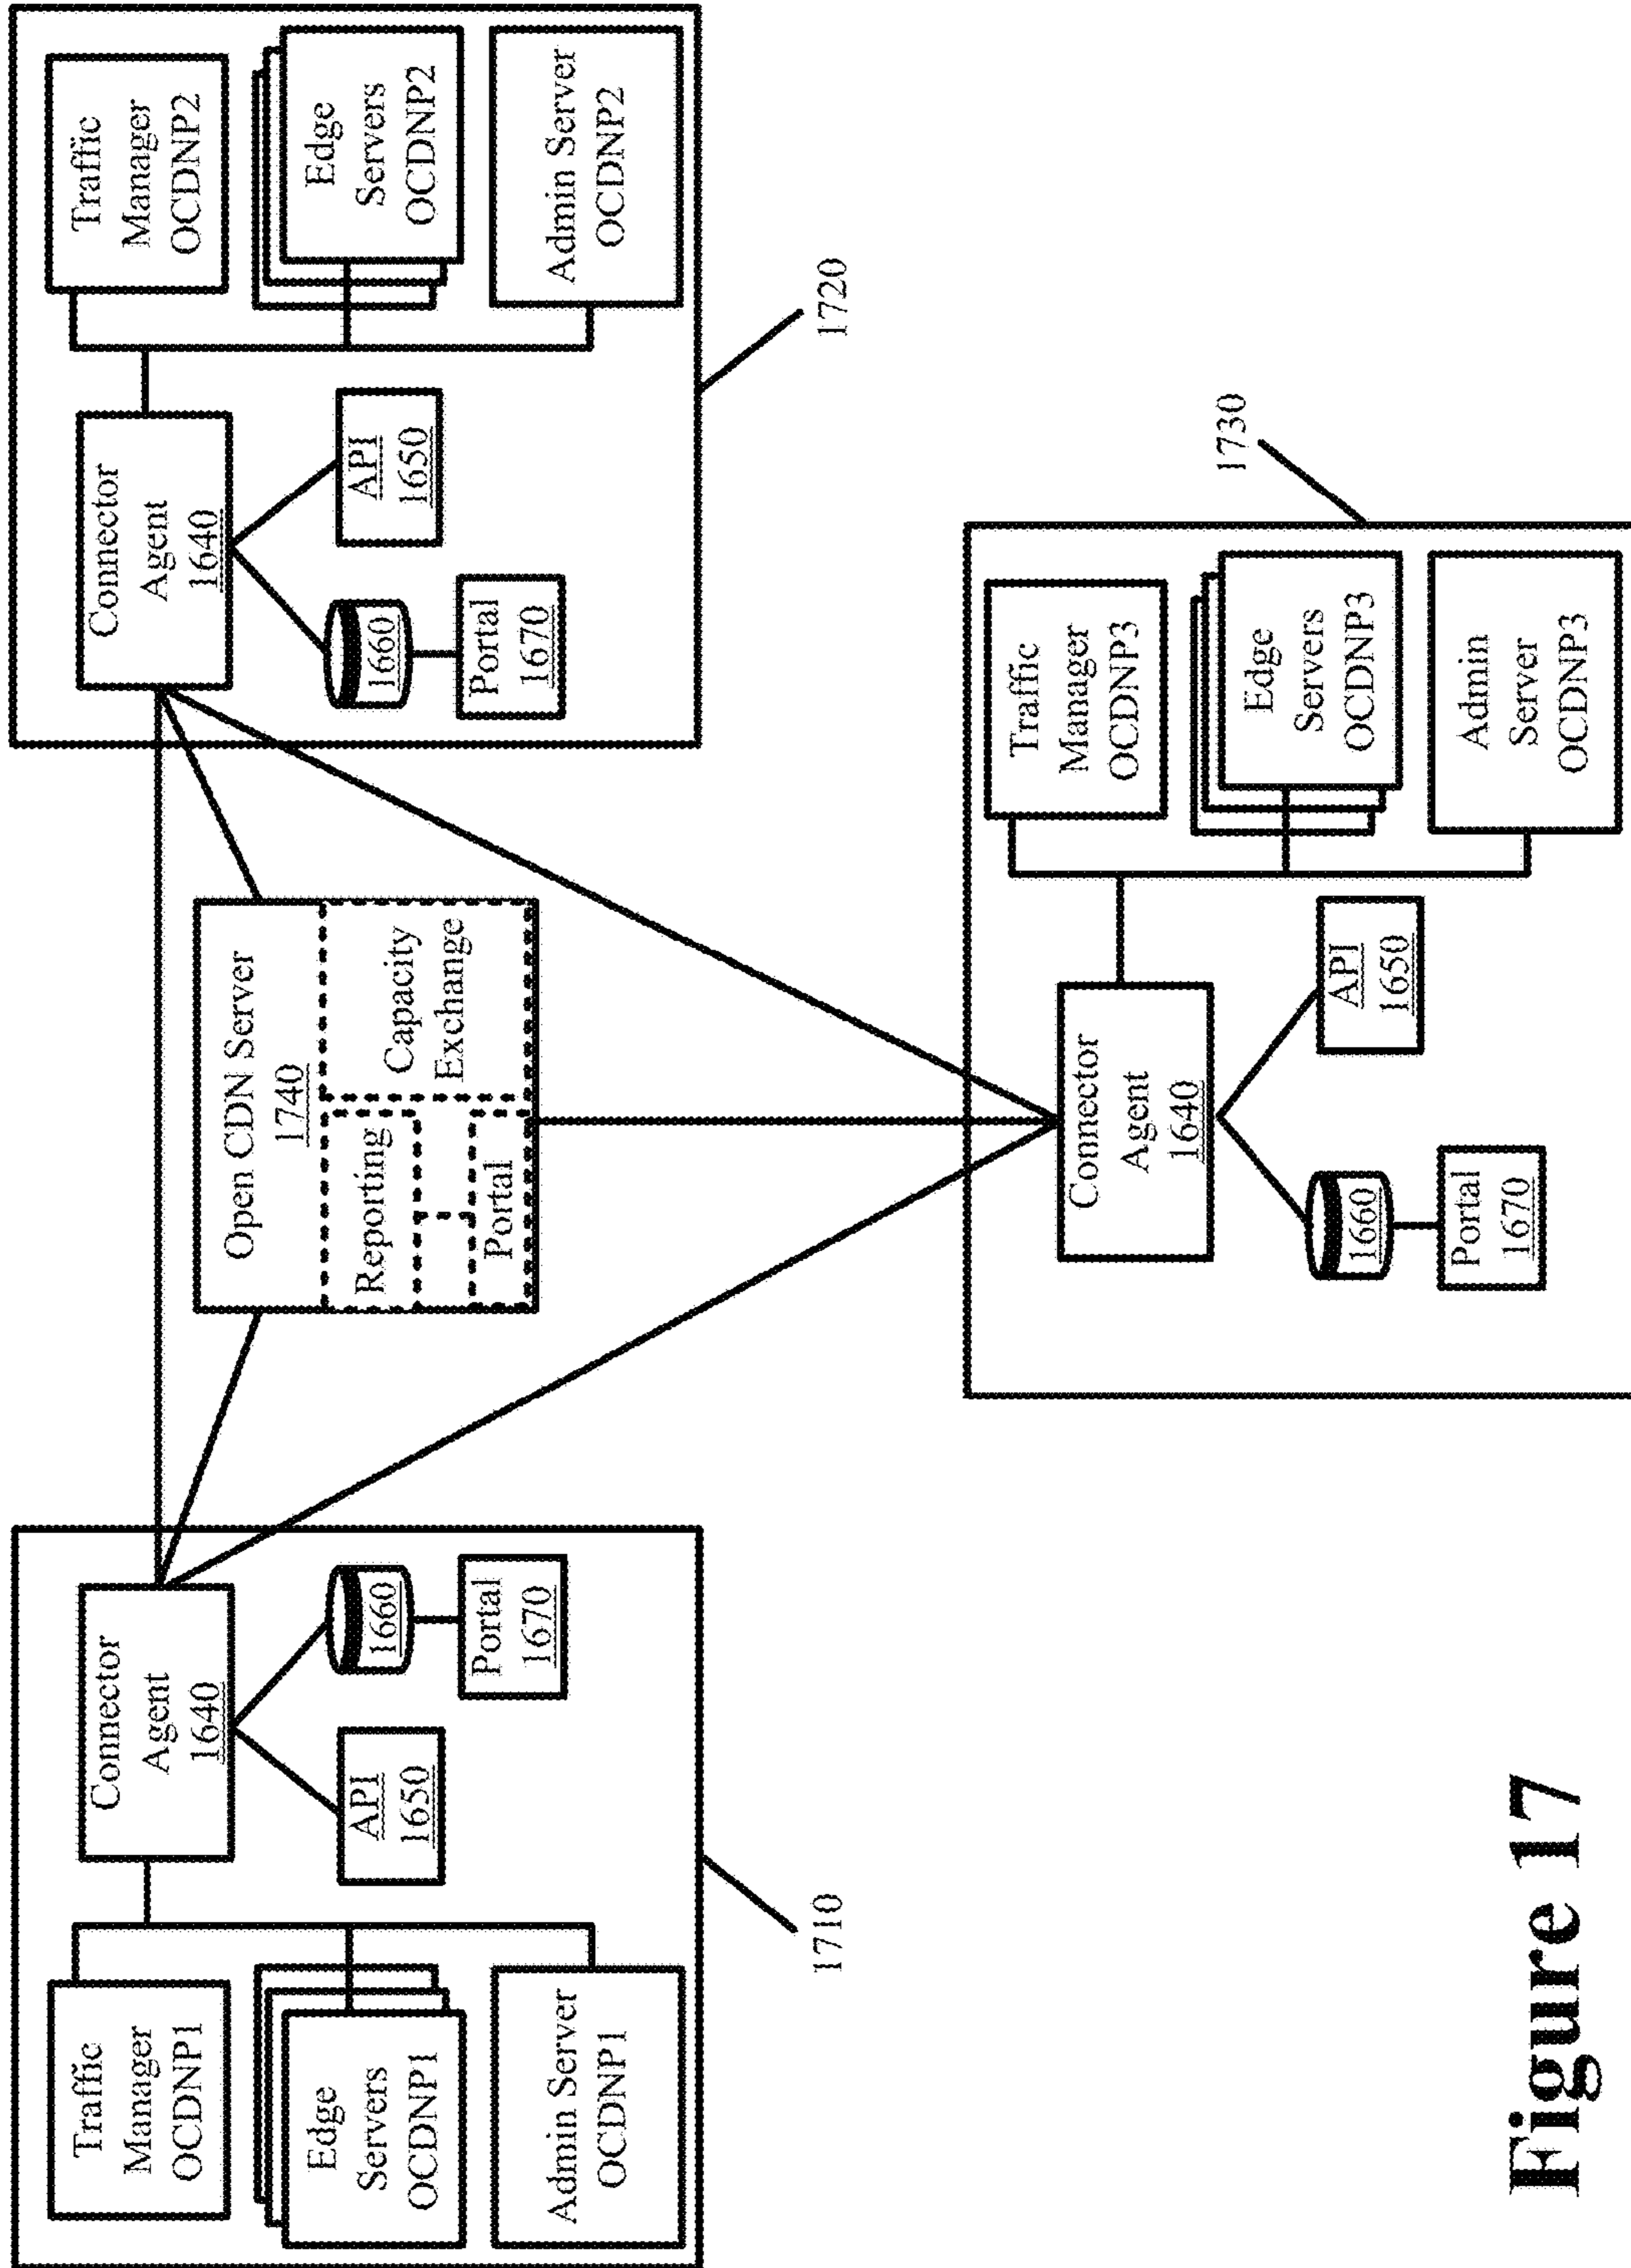 Traffic
Manager
OCDNP1
Edge
Servers
OCDNP1
Admin Server
OCDNP1
Connector
Agent
1640
API
1650
1660
Portal
1670
1710
Open CDN Server
1740
Reporting
Portal
Capacity
Exchange
Connector
Agent
1640
1660
Portal
1670
API
1650
Traffic
Manager
OCDNP2
Edge
Servers
OCDNP2
Admin Server
OCDNP2
1720
Connector
Agent
1640
1660
Portal
1670
API
1650
Traffic
Manager
OCDNP3
Edge
Servers
OCDNP3
Admin
Server
OCDNP3
1730
Figure 17